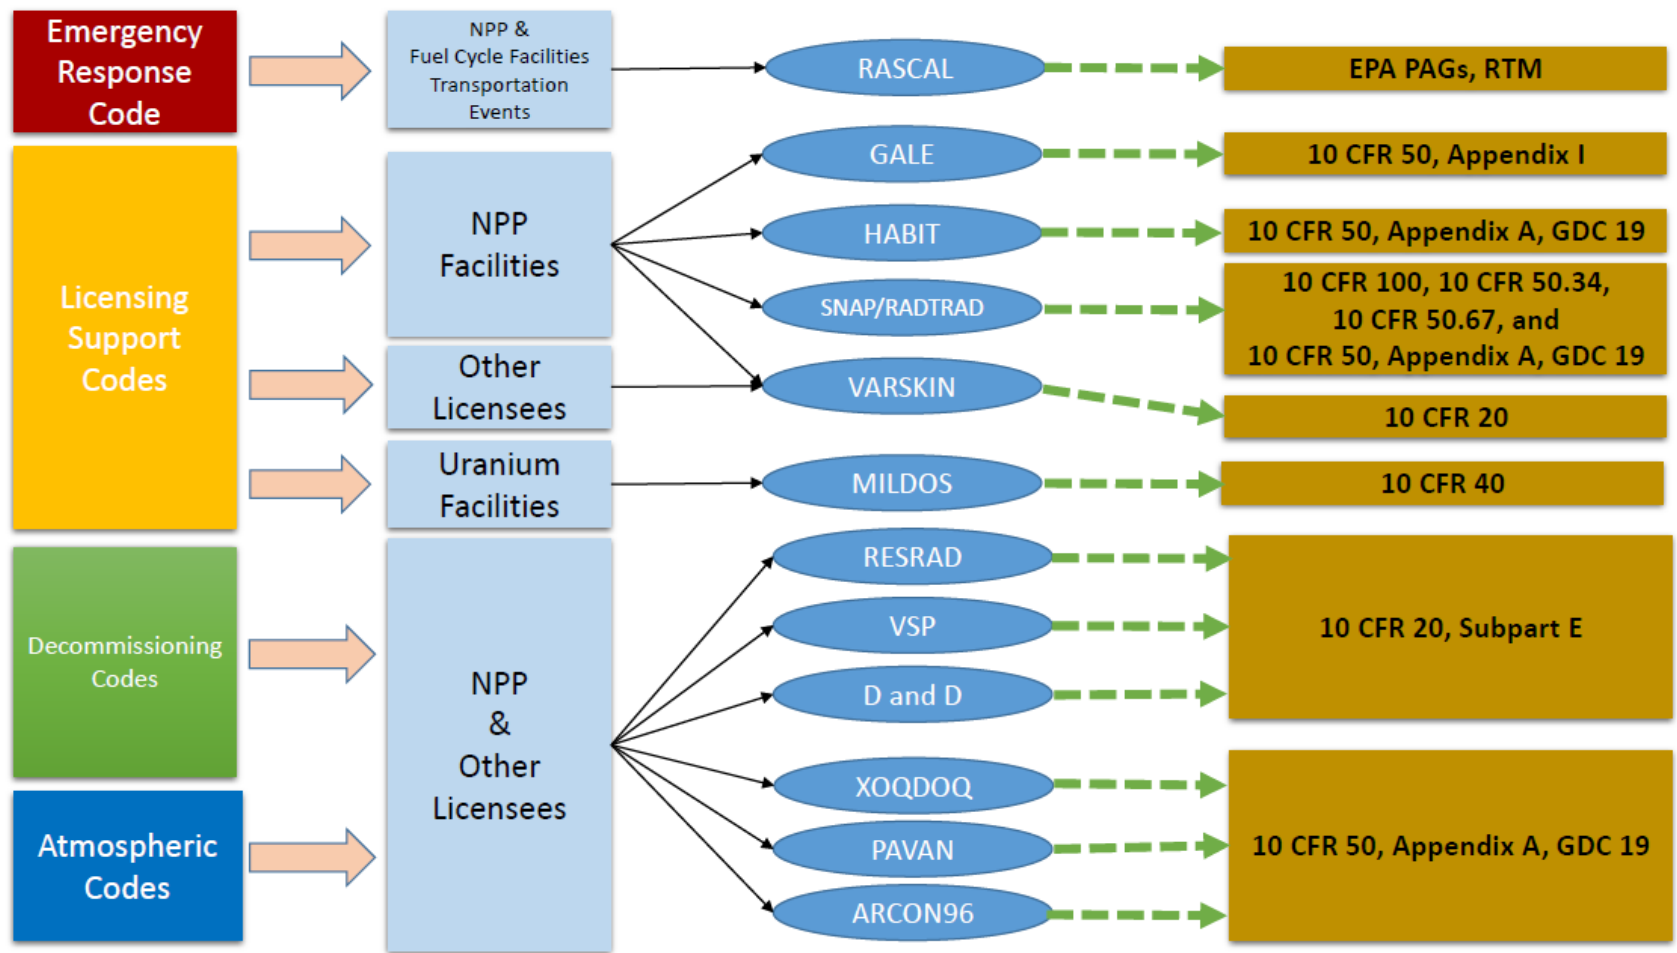 Emergency
Response
Code
NPP &
Fuel Cycle Facilities
Transportation
Events
RASCAL
EPA PAGs, RTM
Licensing
Support
Codes
NPP
Facilities
GALE
10 CFR 50, Appendix I
HABIT
10 CFR 50, Appendix A, GDC 19
SNAP/RADTRAD
10 CFR 100, 10 CFR 50.34,
10 CFR 50.67, and
10 CFR 50, Appendix A, GDC 19
Other
Licensees
VARSKIN
10 CFR 20
Uranium
Facilities
MILDOS
10 CFR 40
Decommissioning
Codes
NPP
&
Other
Licensees
RESRAD
VSP
D and D
10 CFR 20, Subpart E
Atmospheric
Codes
XOQDOQ
PAVAN
ARCON96
10 CFR 50, Appendix A, GDC 19